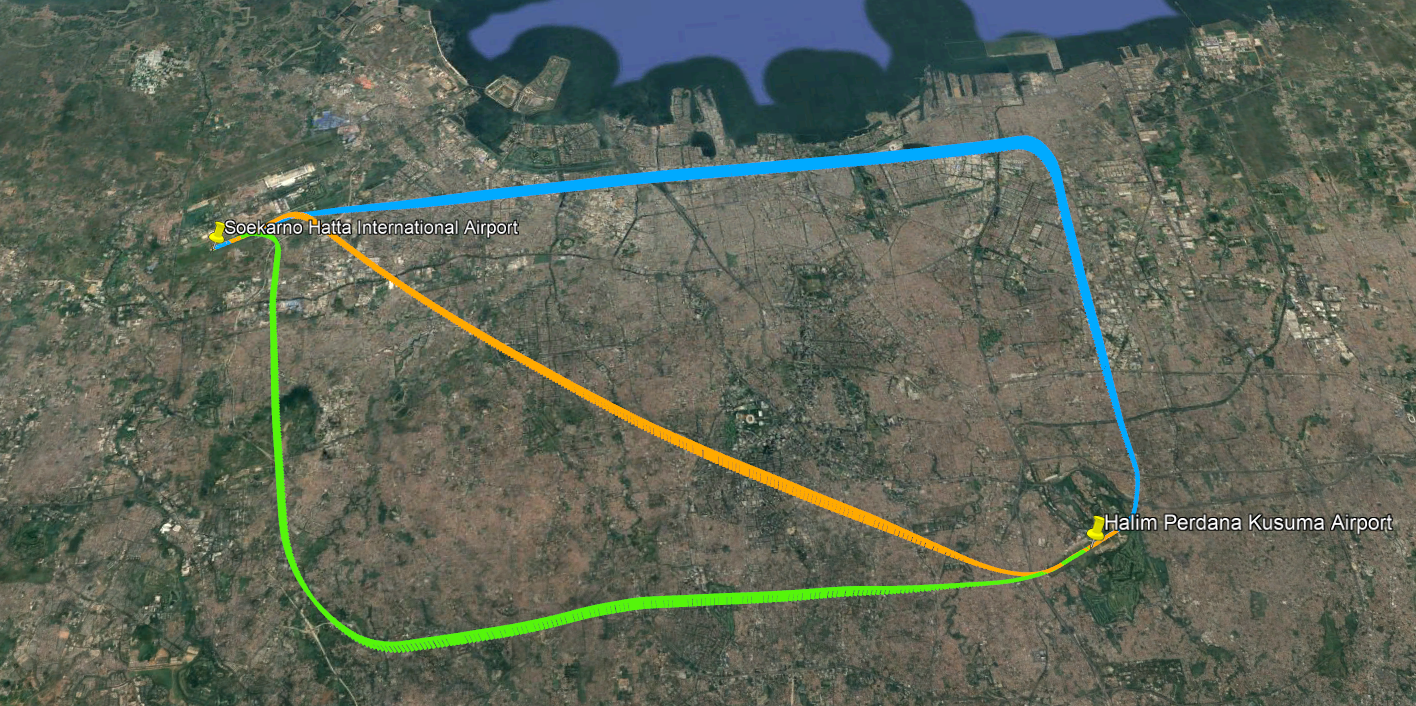 Soekarno Hatta International Airport
Halim Perdana Kusuma Airport